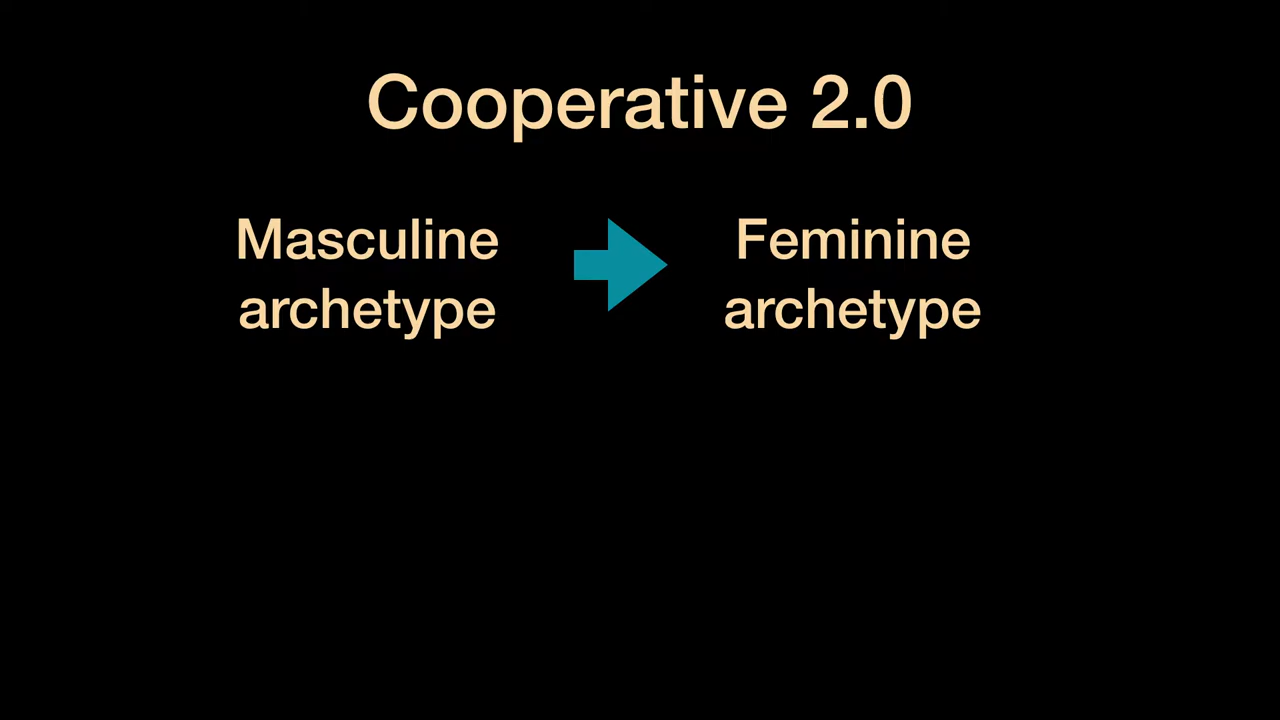 Cooperative 2.0
Masculine
archetype
Feminine
archetype